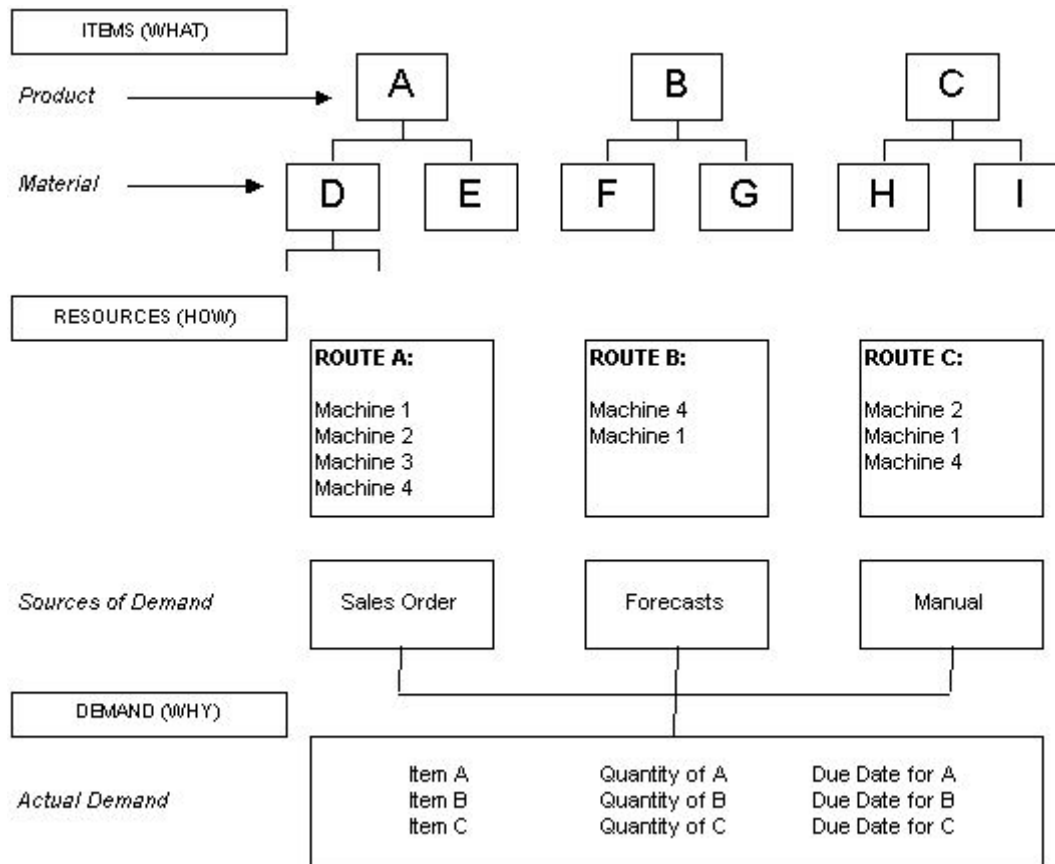 ITEMS (WHAT)
Product
A B C
Material
D E F G H I
RESOURCES (HOW)
ROUTE A:
Machine 1
Machine 2
Machine 3
Machine 4
ROUTE B:
Machine 4
Machine 1
ROUTE C:
Machine 2
Machine 1
Machine 4
Sources of Demand
Sales Order
Forecasts
Manual
DEMAND (WHY)
Actual Demand
Item A Quantity of A Due Date for A
Item B Quantity of B Due Date for B
Item C Quantity of C Due Date for C